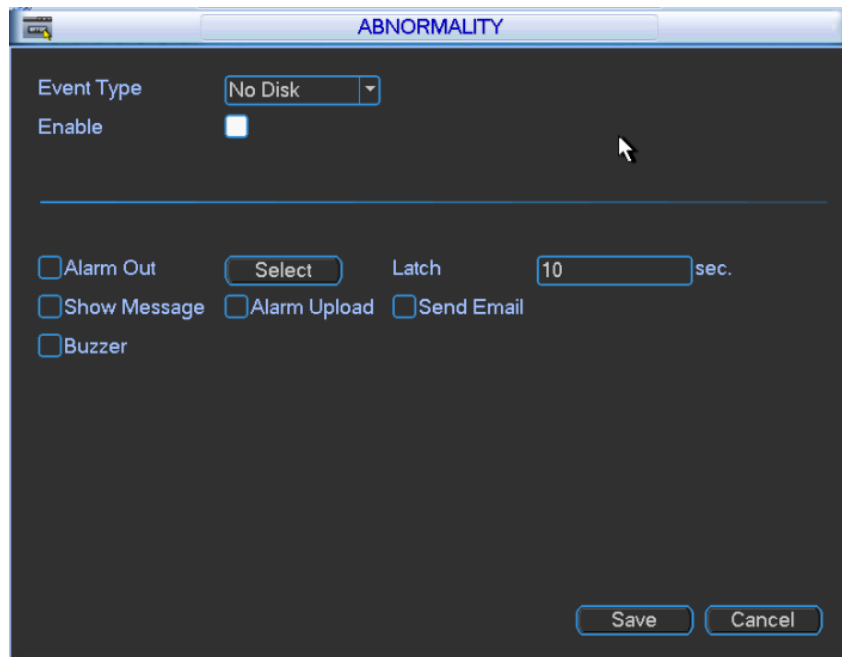 ABNORMALITY
Event Type No Disk
Enable
Alarm Out Select Latch 10 sec.
Show Message Alarm Upload Send Email
Buzzer
Save Cancel